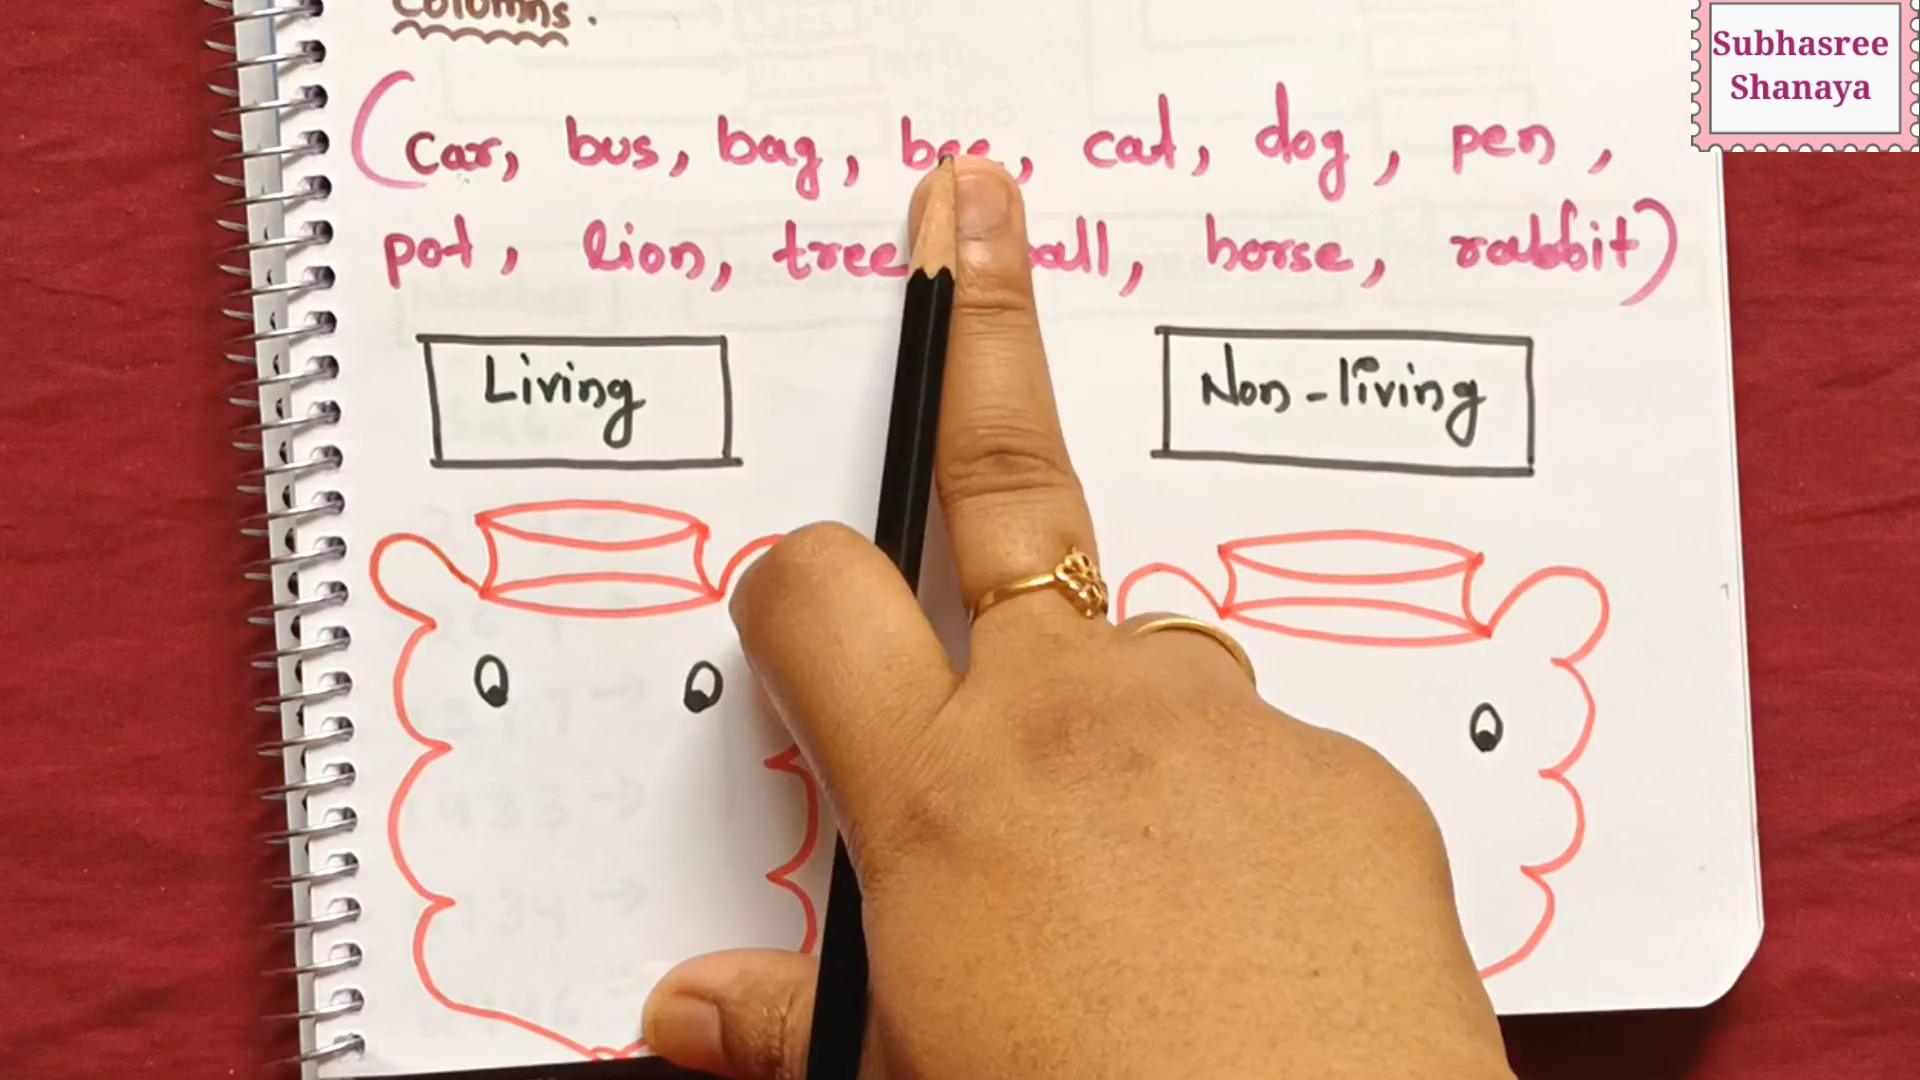 columns.
(car, bus, bag, bee, cat, dog, pen,
pot, lion, tree horse, rabbit)
Living
Non-living
Subhasree
Shanaya